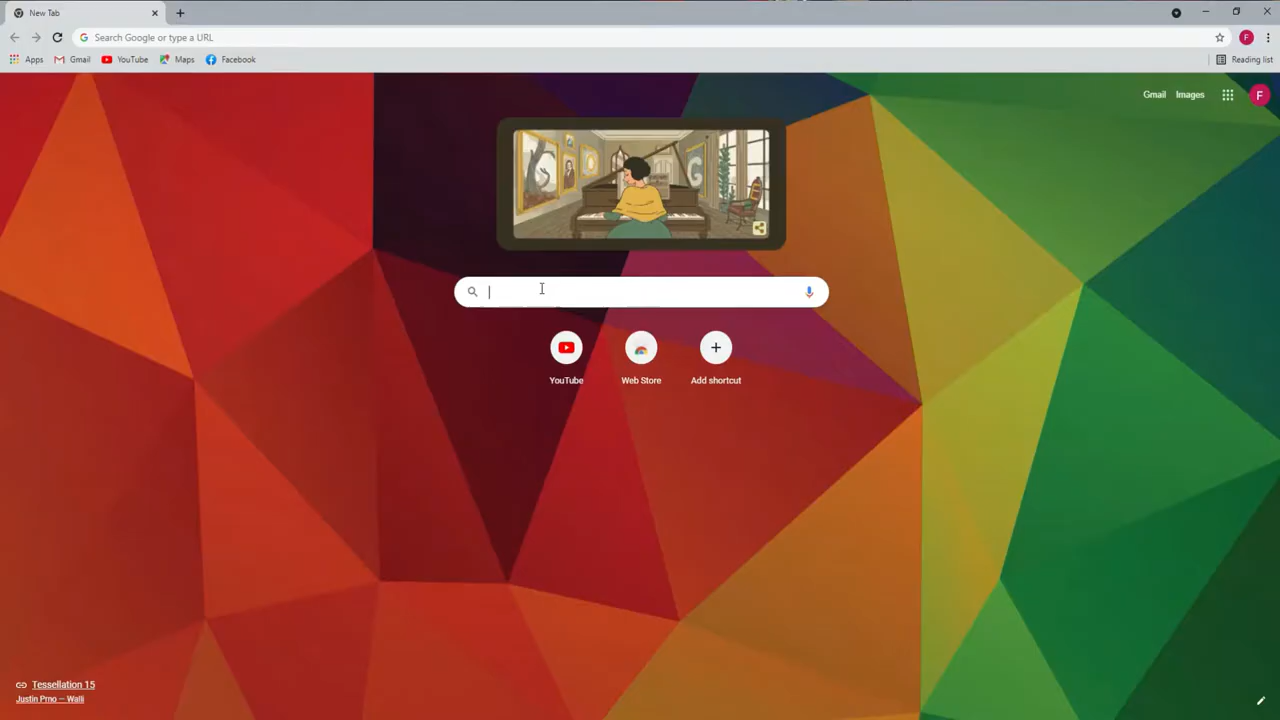 New Tab
Search Google or type a URL
F
Apps Gmail YouTube Maps Facebook
Reading list
Gmail Images F
YouTube Web Store Add shortcut
Tessellation 15
Justin Prno — Walli